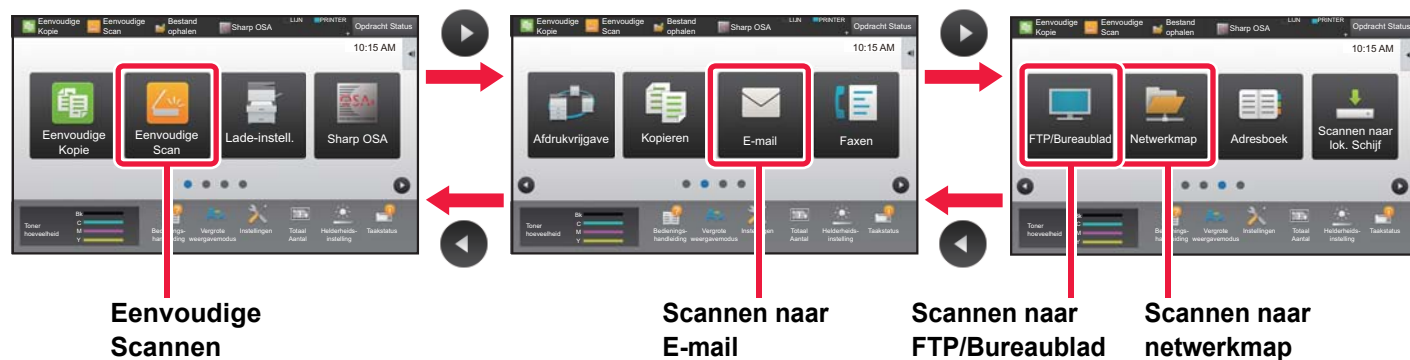 Eenvoudige Kopie
Eenvoudige Scan
Bestand ophalen
Sharp OSA
LIJN
PRINTER
Opdracht Status
10:15 AM
Eenvoudige
Kopie
Eenvoudige
Scan
Lade-instell.
Sharp OSA
Toner
hoeveelheid
Bk
C
M
Y
Bedienings-
handleiding
Vergrote
weergavemodus
Instellingen
Totaal
Aantal
Helderheids-
instelling
Taakstatus
Eenvoudige Kopie
Eenvoudige Scan
Bestand ophalen
Sharp OSA
LIJN
PRINTER
Opdracht Status
10:15 AM
Afdrukvrijgave
Kopieren
E-mail
Faxen
Toner
hoeveelheid
Bk
C
M
Y
Bedienings-
handleiding
Vergrote
weergavemodus
Instellingen
Totaal
Aantal
Helderheids-
instelling
Taakstatus
Eenvoudige Kopie
Eenvoudige Scan
Bestand ophalen
Sharp OSA
LIJN
PRINTER
Opdracht Status
10:15 AM
FTP/Bureaublad
Netwerkmap
Adresboek
Scannen naar
lok. Schijf
Toner
hoeveelheid
Bk
C
M
Y
Bedienings-
handleiding
Vergrote
weergavemodus
Instellingen
Totaal
Aantal
Helderheids-
instelling
Taakstatus
Eenvoudige
Scannen
Scannen naar
E-mail
Scannen naar
FTP/Bureaublad
Scannen naar
netwerkmap